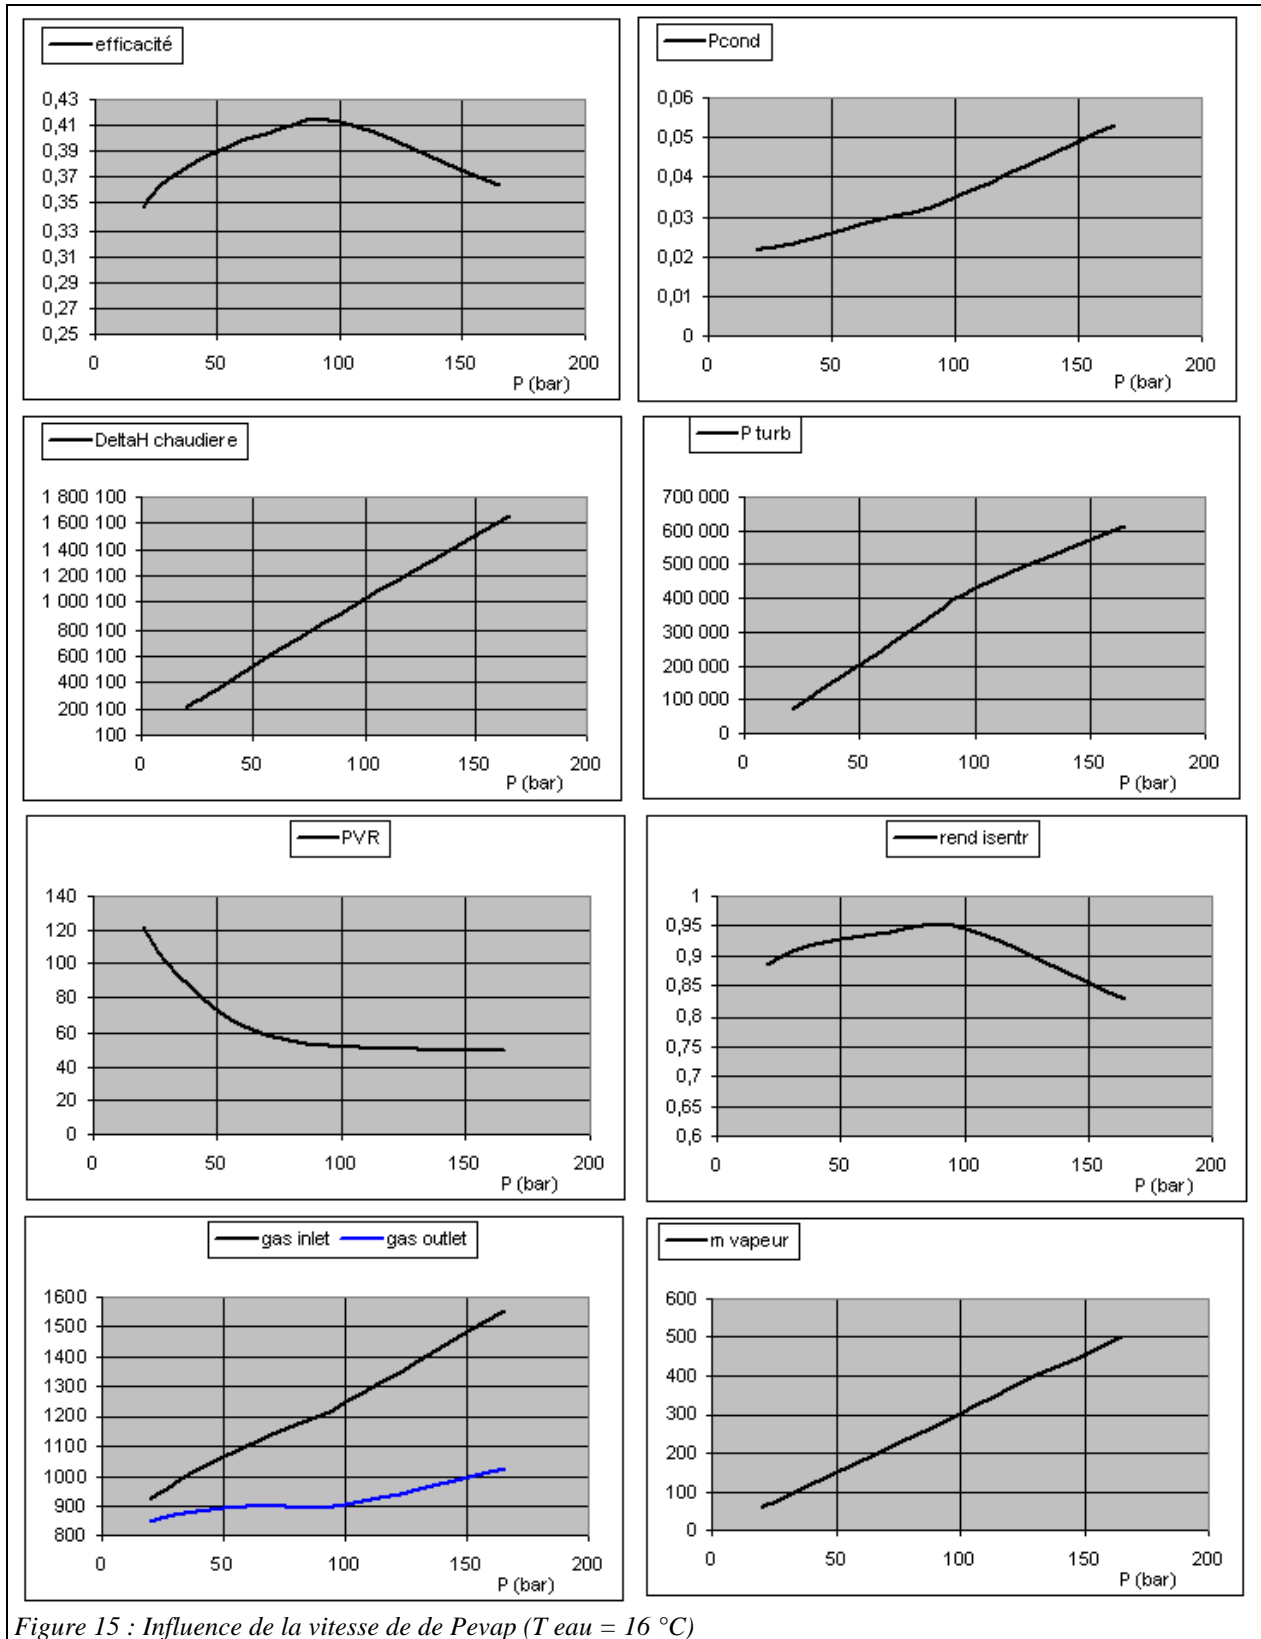 efficacité
0,43
0,41
0,39
0,37
0,35
0,33
0,31
0,29
0,27
0,25
0 50 100 150 200
P (bar)
Pcond
0,06
0,05
0,04
0,03
0,02
0,01
0
0 50 100 150 200
P (bar)
DeltaH chaudiere
1 800 100
1 600 100
1 400 100
1 200 100
1 000 100
800 100
600 100
400 100
200 100
100
0 50 100 150 200
P (bar)
P turb
700 000
600 000
500 000
400 000
300 000
200 000
100 000
0
0 50 100 150 200
P (bar)
PVR
140
120
100
80
60
40
20
0
0 50 100 150 200
P (bar)
rend isentr
1
0,95
0,9
0,85
0,8
0,75
0,7
0,65
0,6
0 50 100 150 200
P (bar)
gas inlet gas outlet
1600
1500
1400
1300
1200
1100
1000
900
800
0 50 100 150 200
P (bar)
m vapeur
600
500
400
300
200
100
0
0 50 100 150 200
P (bar)
Figure 15 : Influence de la vitesse de de Pevap (T eau = 16 °C)